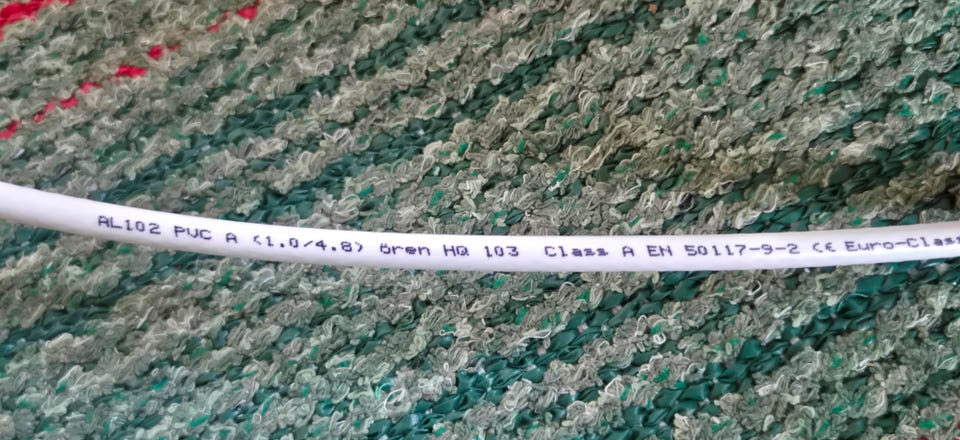 AL102 PVC A (1.0/4.8) Ören HQ 103 Class A EN 50117-9-2 CE Euro-Class